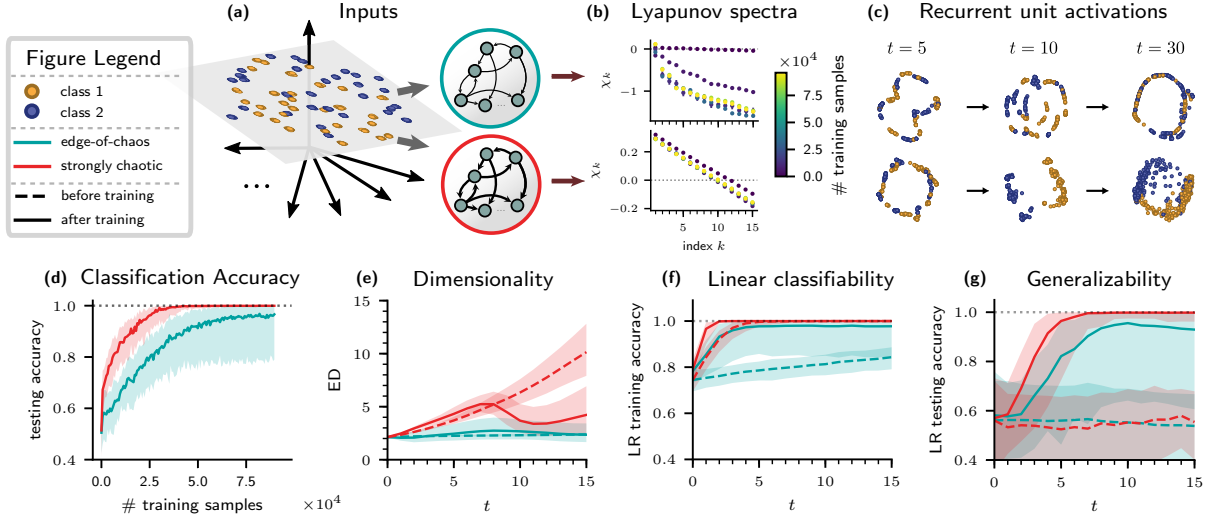 (a) Inputs
(b) Lyapunov spectra
(c) Recurrent unit activations
Figure Legend
class 1
class 2
edge-of-chaos
strongly chaotic
before training
after training
...
...
...
0
−1
χk
0.2
0.0
−0.2
χk
5 10 15
index k
×10⁴
7.5
5.0
2.5
0.0
# training samples
t = 5
t = 10
t = 30
(d) Classification Accuracy
1.0
0.8
0.6
0.4
testing accuracy
0.0 2.5 5.0 7.5
# training samples ×10⁴
(e) Dimensionality
15
10
5
0
ED
0 5 10 15
t
(f) Linear classifiability
1.0
0.8
0.6
0.4
LR training accuracy
0 5 10 15
t
(g) Generalizability
1.0
0.8
0.6
0.4
LR testing accuracy
0 5 10 15
t